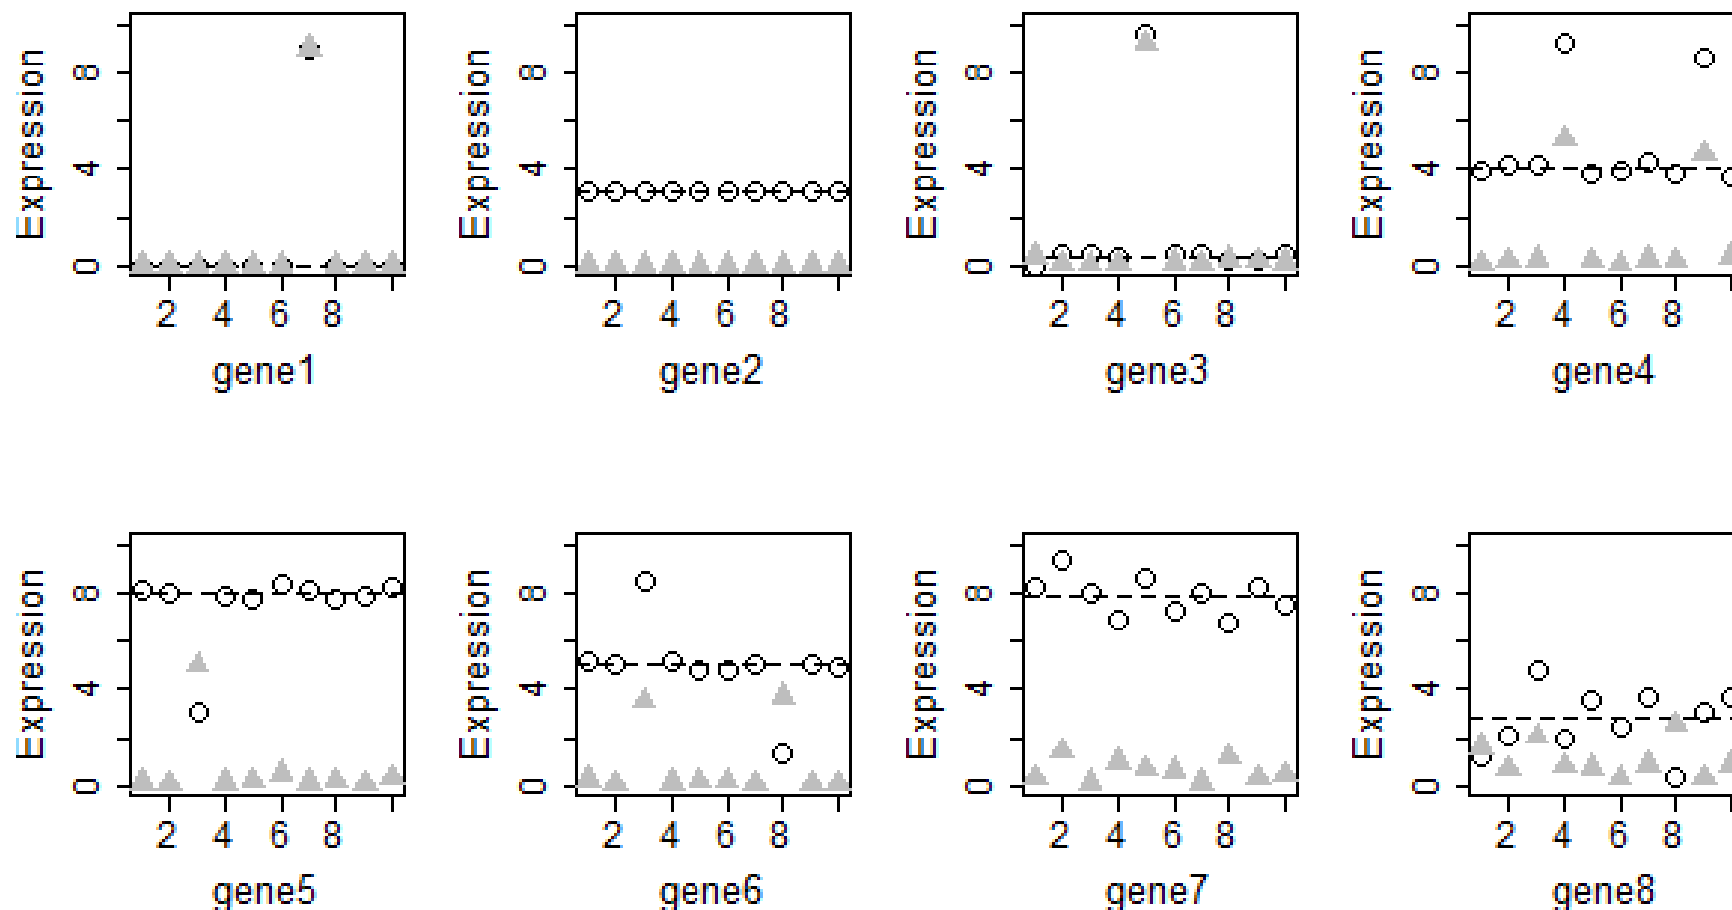 Expression 0 4 8 2 4 6 8 gene1
Expression 0 4 8 2 4 6 8 gene2
Expression 0 4 8 2 4 6 8 gene3
Expression 0 4 8 2 4 6 8 gene4
Expression 0 4 8 2 4 6 8 gene5
Expression 0 4 8 2 4 6 8 gene6
Expression 0 4 8 2 4 6 8 gene7
Expression 0 4 8 2 4 6 8 gene8